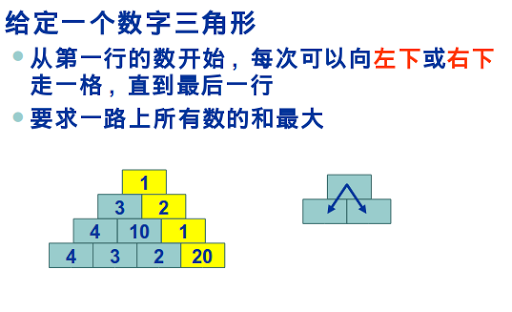 给定一个数字三角形
从第一行的数开始，每次可以向左下或右下
走一格，直到最后一行
要求一路上所有数的和最大
1
3 2
4 10 1
4 3 2 20